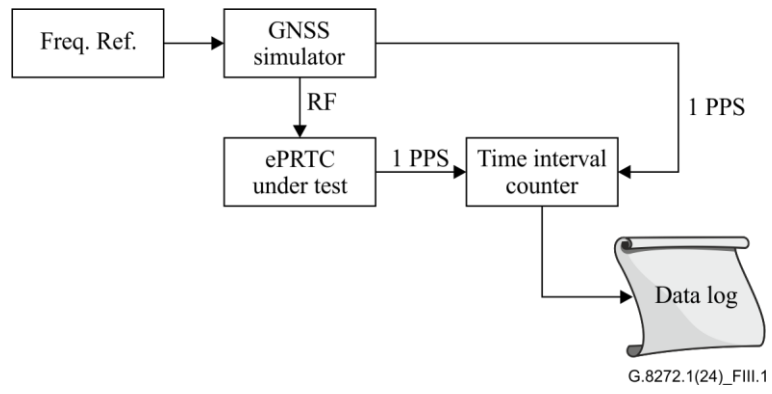 Freq. Ref.
GNSS
simulator
RF
1 PPS
ePRTC
under test
1 PPS
Time interval
counter
Data log
G.8272.1(24)_FIII.1